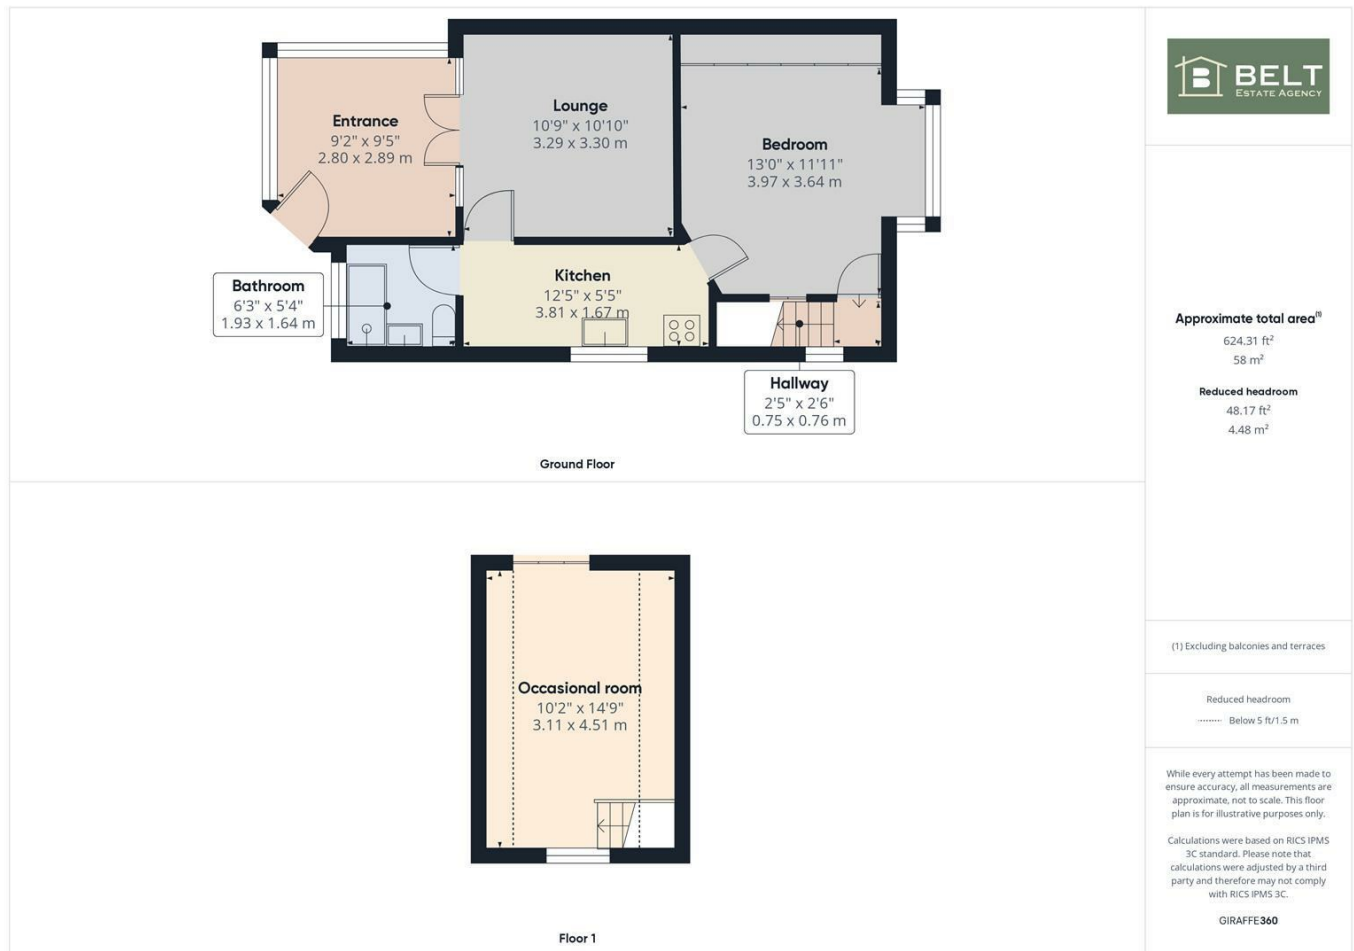 Entrance
9'2" x 9'5"
2.80 x 2.89 m
Lounge
10'9" x 10'10"
3.29 x 3.30 m
Bedroom
13'0" x 11'11"
3.97 x 3.64 m
Bathroom
6'3" x 5'4"
1.93 x 1.64 m
Kitchen
12'5" x 5'5"
3.81 x 1.67 m
Hallway
2'5" x 2'6"
0.75 x 0.76 m
Ground Floor
Occasional room
10'2" x 14'9"
3.11 x 4.51 m
Floor 1
B BELT
ESTATE AGENCY
Approximate total area⁽¹⁾
624.31 ft²
58 m²
Reduced headroom
48.17 ft²
4.48 m²
(1) Excluding balconies and terraces
Reduced headroom
Below 5 ft/1.5 m
While every attempt has been made to
ensure accuracy, all measurements are
approximate, not to scale. This floor
plan is for illustrative purposes only.
Calculations were based on RICS IPMS
3C standard. Please note that
calculations were adjusted by a third
party and therefore may not comply
with RICS IPMS 3C.
GIRAFFE360